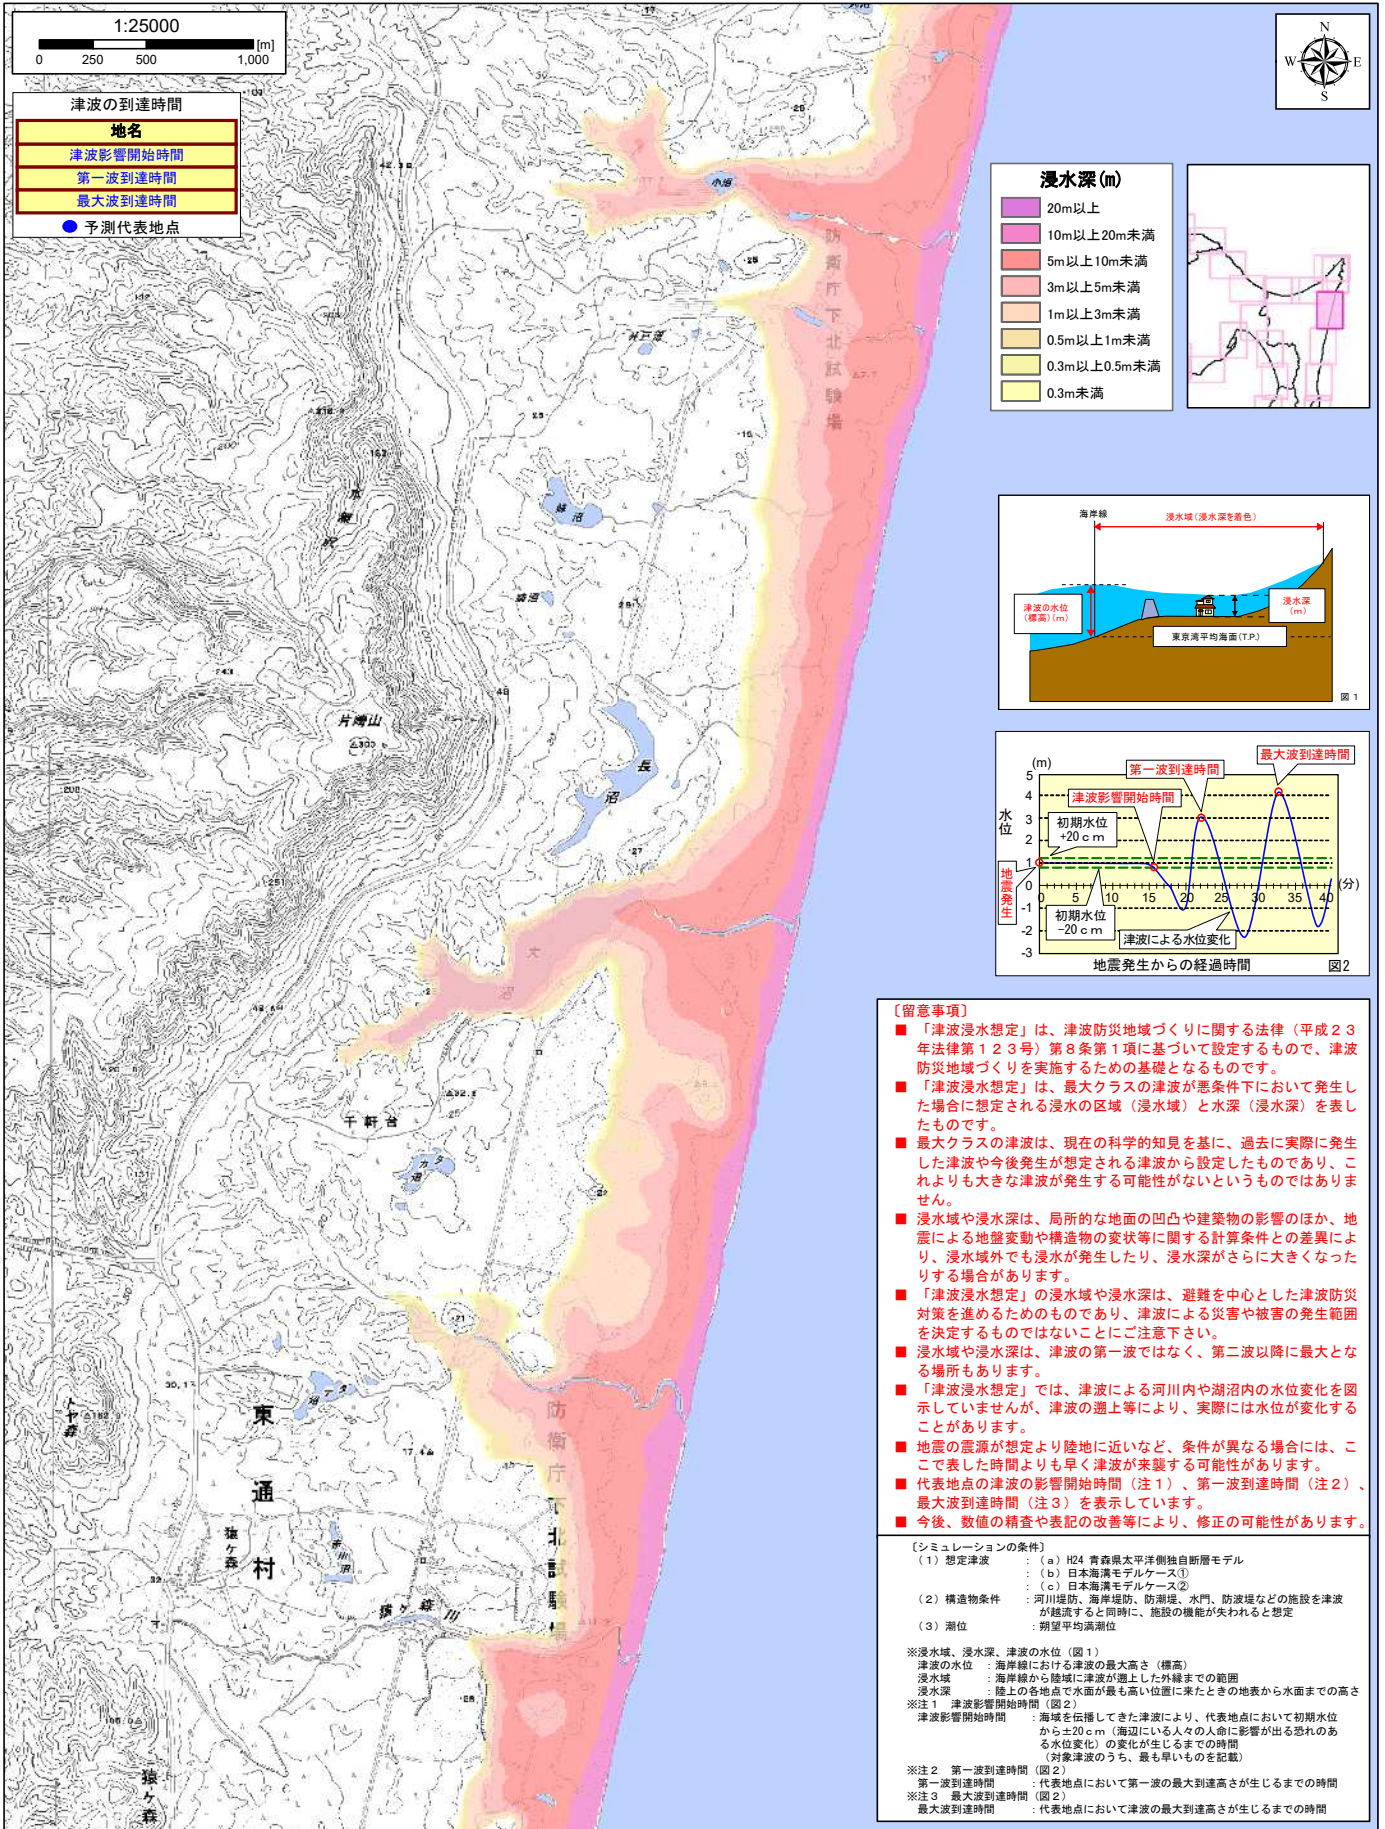 1:25000
[m]
0 250 500 1,000
津波の到達時間
地名
津波影響開始時間
第一波到達時間
最大波到達時間
予測代表地点
N
W E
S
浸水深(m)
20m以上
10m以上20m未満
5m以上10m未満
3m以上5m未満
1m以上3m未満
0.5m以上1m未満
0.3m以上0.5m未満
0.3m未満
小沼
防衛庁下北試験場
妹沼
片崎山
長沼
大沼
千軒台
東通村
トヤ森
猿ヶ森
赤川沼
猿ヶ森川
防衛庁下北試験場
猿ヶ森
海岸線
浸水域(浸水深を着色)
津波の水位
(標高)(m)
浸水深
(m)
東京湾平均海面(T.P.)
図1
(m)
水位
5
4
3
2
1
0
-1
-2
-3
最大波到達時間
第一波到達時間
津波影響開始時間
初期水位
+20cm
地震発生
0 5 10 15 20 25 30 35 40
(分)
初期水位
-20cm
津波による水位変化
地震発生からの経過時間
図2
〔留意事項〕
■ 「津波浸水想定」は、津波防災地域づくりに関する法律（平成23
年法律第123号）第8条第1項に基づいて設定するもので、津波
防災地域づくりを実施するための基礎となるものです。
■ 「津波浸水想定」は、最大クラスの津波が悪条件下において発生し
た場合に想定される浸水の区域（浸水域）と水深（浸水深）を表し
たものです。
■ 最大クラスの津波は、現在の科学的知見を基に、過去に実際に発生
した津波や今後発生が想定される津波から設定したものであり、こ
れよりも大きな津波が発生する可能性がないというものではありま
せん。
■ 浸水域や浸水深は、局所的な地面の凹凸や建築物の影響のほか、地
震による地盤変動や構造物の変状等に関する計算条件との差異によ
り、浸水域外でも浸水が発生したり、浸水深がさらに大きくなった
りする場合があります。
■ 「津波浸水想定」の浸水域や浸水深は、避難を中心とした津波防災
対策を進めるためのものであり、津波による災害や被害の発生範囲
を決定するものではないことにご注意下さい。
■ 浸水域や浸水深は、津波の第一波ではなく、第二波以降に最大とな
る場所もあります。
■ 「津波浸水想定」では、津波による河川内や湖沼内の水位変化を図
示していませんが、津波の遡上等により、実際には水位が変化する
ことがあります。
■ 地震の震源が想定より陸地に近いなど、条件が異なる場合には、こ
こで表した時間よりも早く津波が来襲する可能性があります。
■ 代表地点の津波の影響開始時間（注1）、第一波到達時間（注2）、
最大波到達時間（注3）を表示しています。
■ 今後、数値の精査や表記の改善等により、修正の可能性があります。
〔シミュレーションの条件〕
（1）想定津波 ：（a）H24 青森県太平洋側独自断層モデル
：（b）日本海溝モデルケース①
：（c）日本海溝モデルケース②
（2）構造物条件 ：河川堤防、海岸堤防、防潮堤、水門、防波堤などの施設を津波
が越流すると同時に、施設の機能が失われると想定
（3）潮位 ：朔望平均満潮位
※浸水域、浸水深、津波の水位（図1）
津波の水位 ：海岸線における津波の最大高さ（標高）
浸水域 ：海岸線から陸域に津波が遡上した外縁までの範囲
浸水深 ：陸上の各地点で水面が最も高い位置に来たときの地表から水面までの高さ
※注1 津波影響開始時間（図2）
津波影響開始時間 ：海域を伝播してきた津波により、代表地点において初期水位
から±20cm（海辺にいる人々の人命に影響が出る恐れのあ
る水位変化）の変化が生じるまでの時間
（対象津波のうち、最も早いものを記載）
※注2 第一波到達時間（図2）
第一波到達時間 ：代表地点において第一波の最大到達高さが生じるまでの時間
※注3 最大波到達時間（図2）
最大波到達時間 ：代表地点において津波の最大到達高さが生じるまでの時間